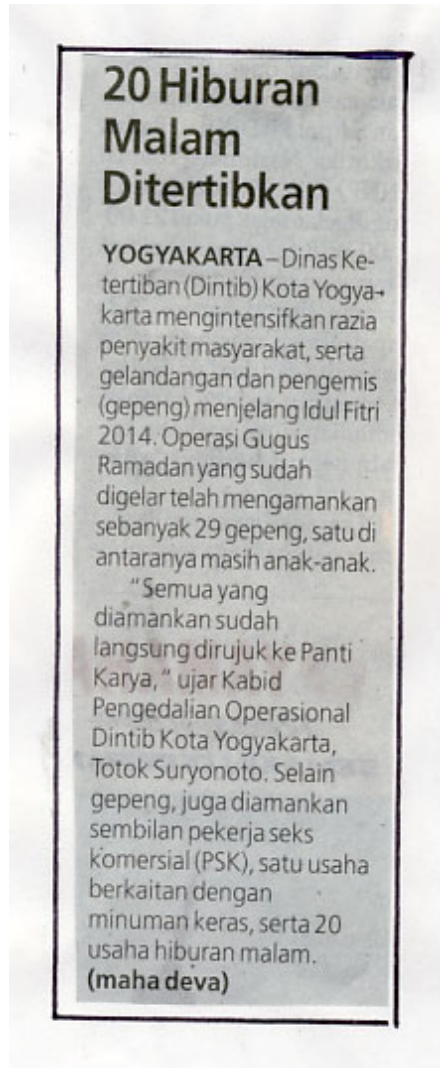 20 Hiburan
Malam
Ditertibkan
YOGYAKARTA – Dinas Ke-
tertiban (Dintib) Kota Yogya-
karta mengintensifkan razia
penyakit masyarakat, serta
gelandangan dan pengemis
(gepeng) menjelang Idul Fitri
2014. Operasi Gugus
Ramadan yang sudah
digelar telah mengamankan
sebanyak 29 gepeng, satu di
antaranya masih anak-anak.
“Semua yang
diamankan sudah
langsung dirujuk ke Panti
Karya,“ ujar Kabid
Pengedalian Operasional
Dintib Kota Yogyakarta,
Totok Suryonoto. Selain
gepeng, juga diamankan
sembilan pekerja seks
komersial (PSK), satu usaha
berkaitan dengan
minuman keras, serta 20
usaha hiburan malam.
(maha deva)